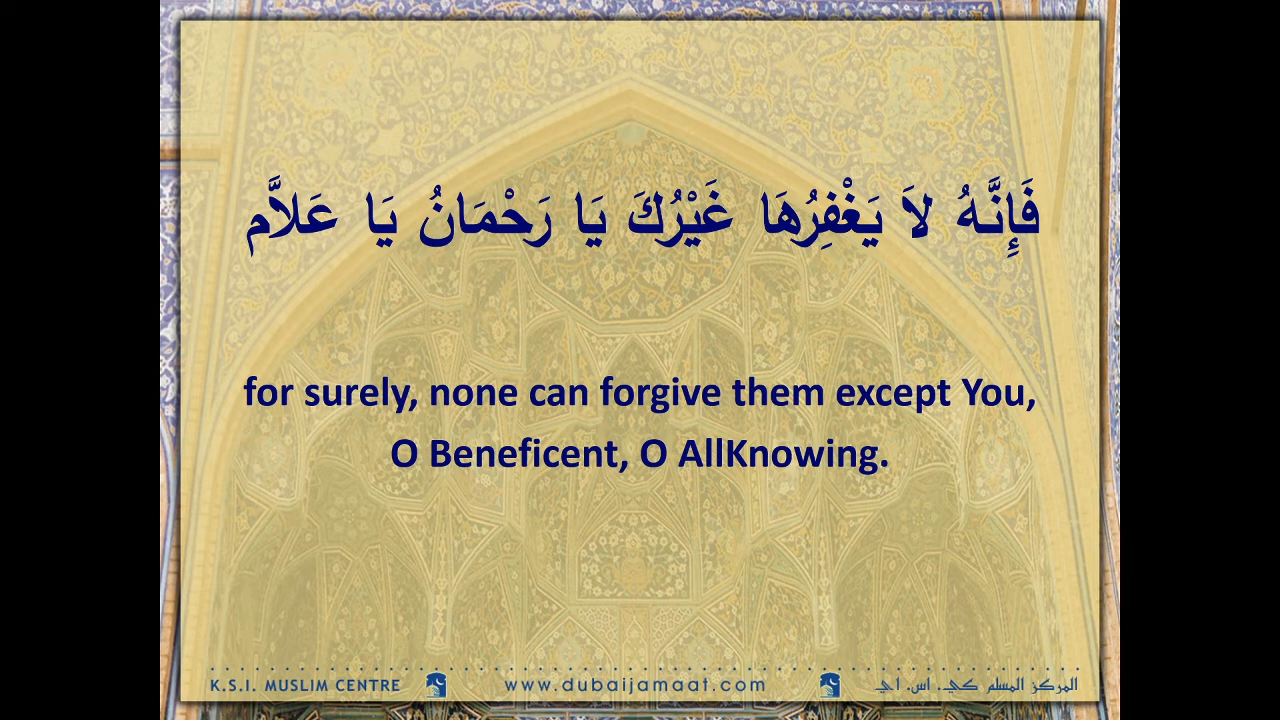 فَإِنَّهُ لاَ يَغْفِرُهَا غَيْرُكَ يَا رَحْمَانُ يَا عَلاَّم
for surely, none can forgive them except You,
O Beneficent, O AllKnowing.
K.S.I. MUSLIM CENTRE www.dubaijamaat.com المركز المسلم كي. اس. اي